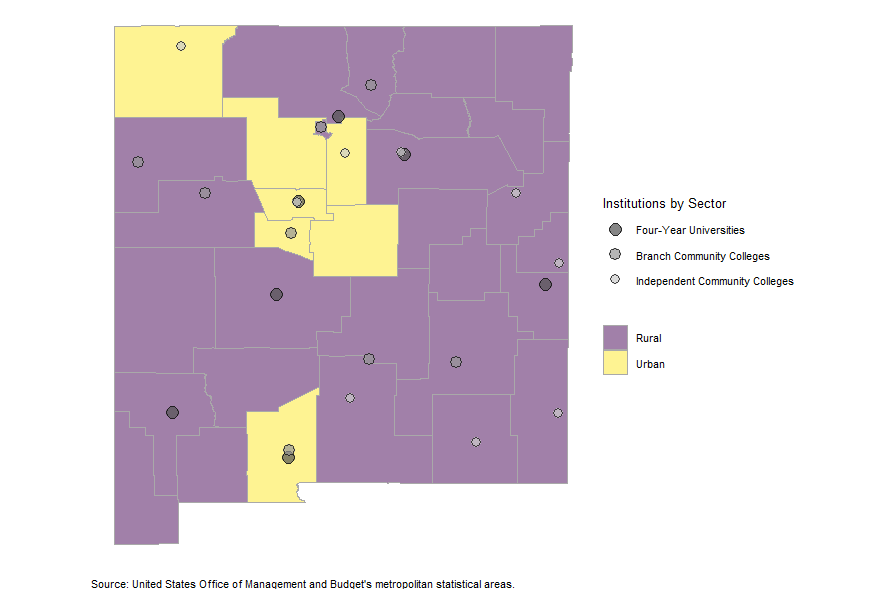 Institutions by Sector
Four-Year Universities
Branch Community Colleges
Independent Community Colleges
Rural
Urban
Source: United States Office of Management and Budget's metropolitan statistical areas.